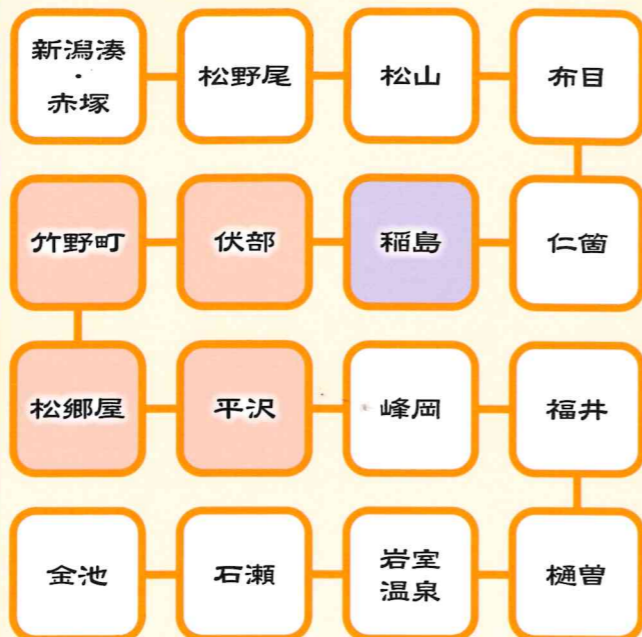 新潟湊
・
赤塚
松野尾
松山
布目
竹野町
伏部
稲島
仁箇
松郷屋
平沢
峰岡
福井
金池
石瀬
岩室
温泉
樋曽